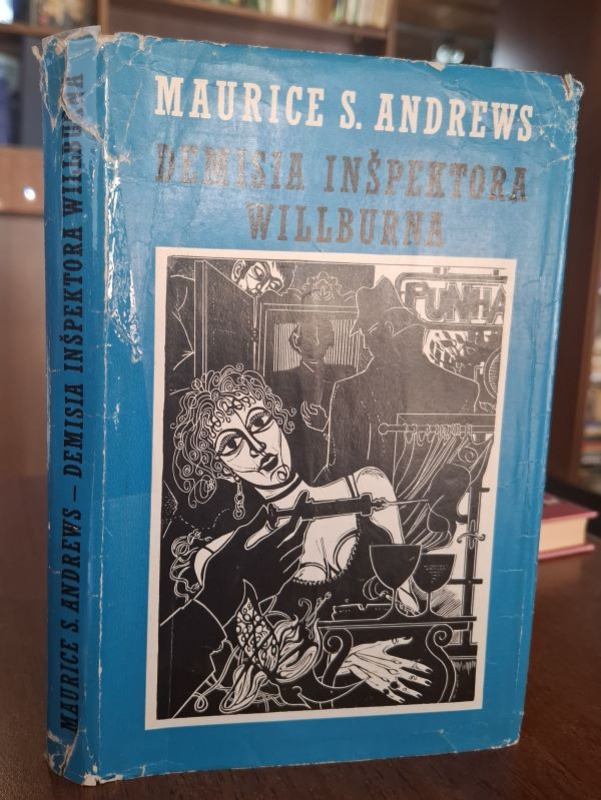 MAURICE S. ANDREWS
DEMISIA INŠPEKTORA
WILLBURNA
PUNHA
MAURICE S. ANDREWS – DEMISIA INŠPEKTORA WILLBURNA